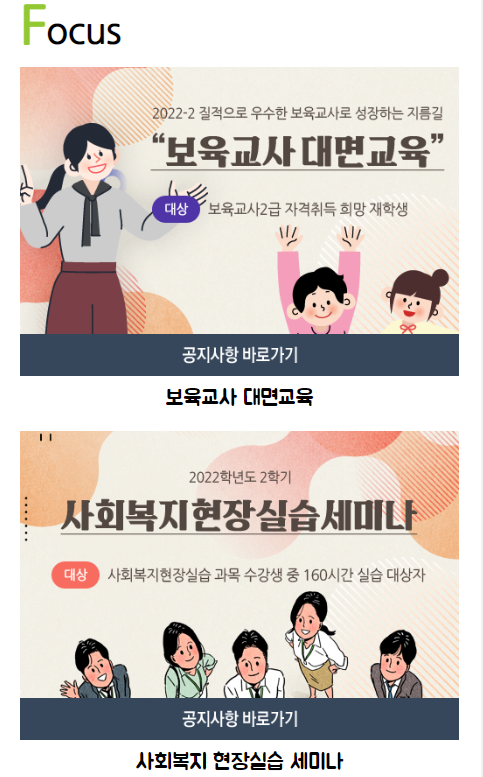 Focus
2022-2 질적으로 우수한 보육교사로 성장하는 지름길
“보육교사 대면교육”
대상 보육교사2급 자격취득 희망 재학생
공지사항 바로가기
보육교사 대면교육
2022학년도 2학기
사회복지현장실습세미나
대상 사회복지현장실습 과목 수강생 중 160시간 실습 대상자
공지사항 바로가기
사회복지 현장실습 세미나